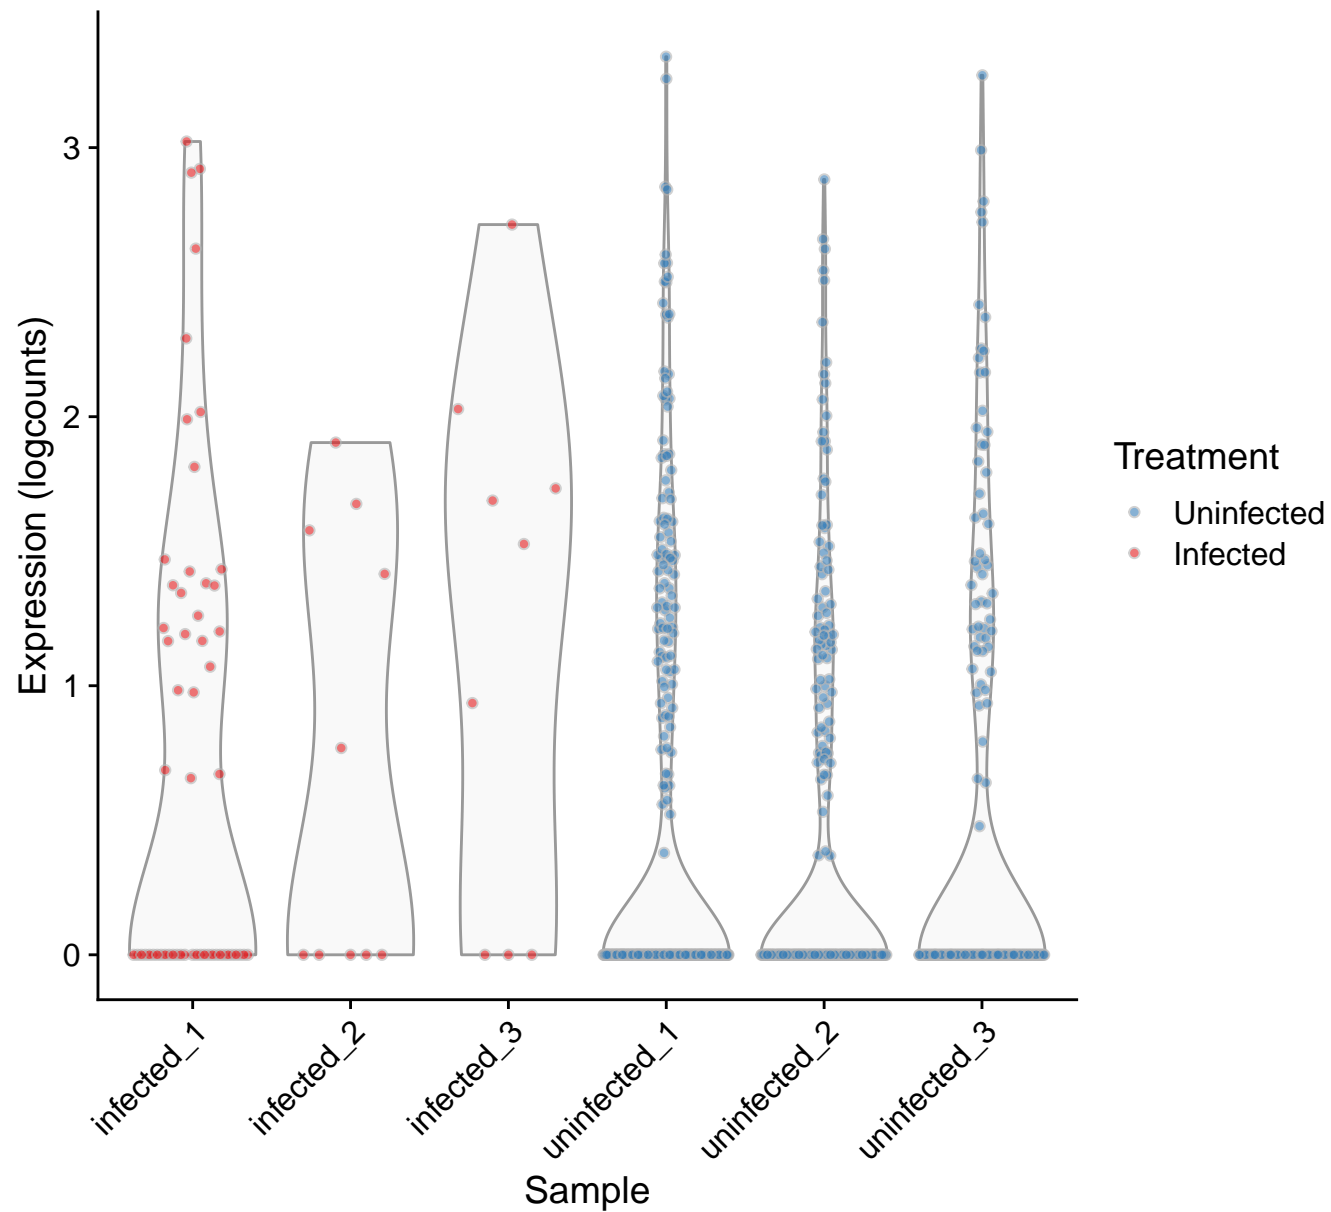 3
2
1
0
Expression (logcounts)
infected_1
infected_2
infected_3
uninfected_1
uninfected_2
uninfected_3
Sample
Treatment
Uninfected
Infected